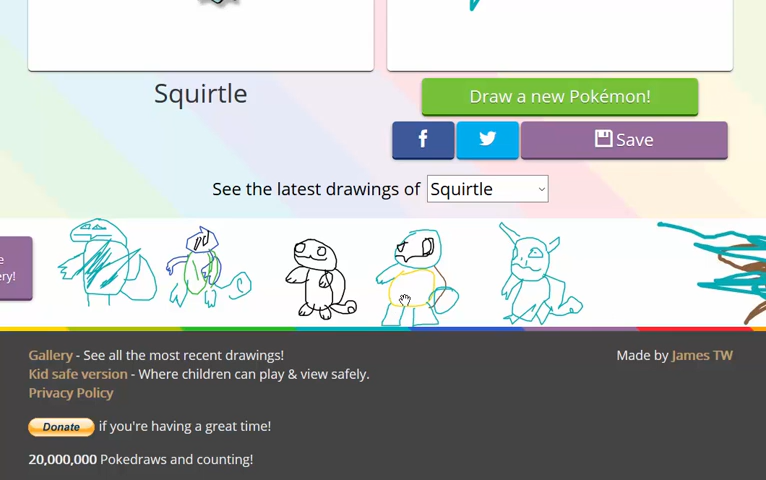 Squirtle
Draw a new Pokémon!
f
Save
See the latest drawings of Squirtle
e
ery!
Gallery - See all the most recent drawings! Made by James TW
Kid safe version - Where children can play & view safely.
Privacy Policy
Donate if you're having a great time!
20,000,000 Pokedraws and counting!